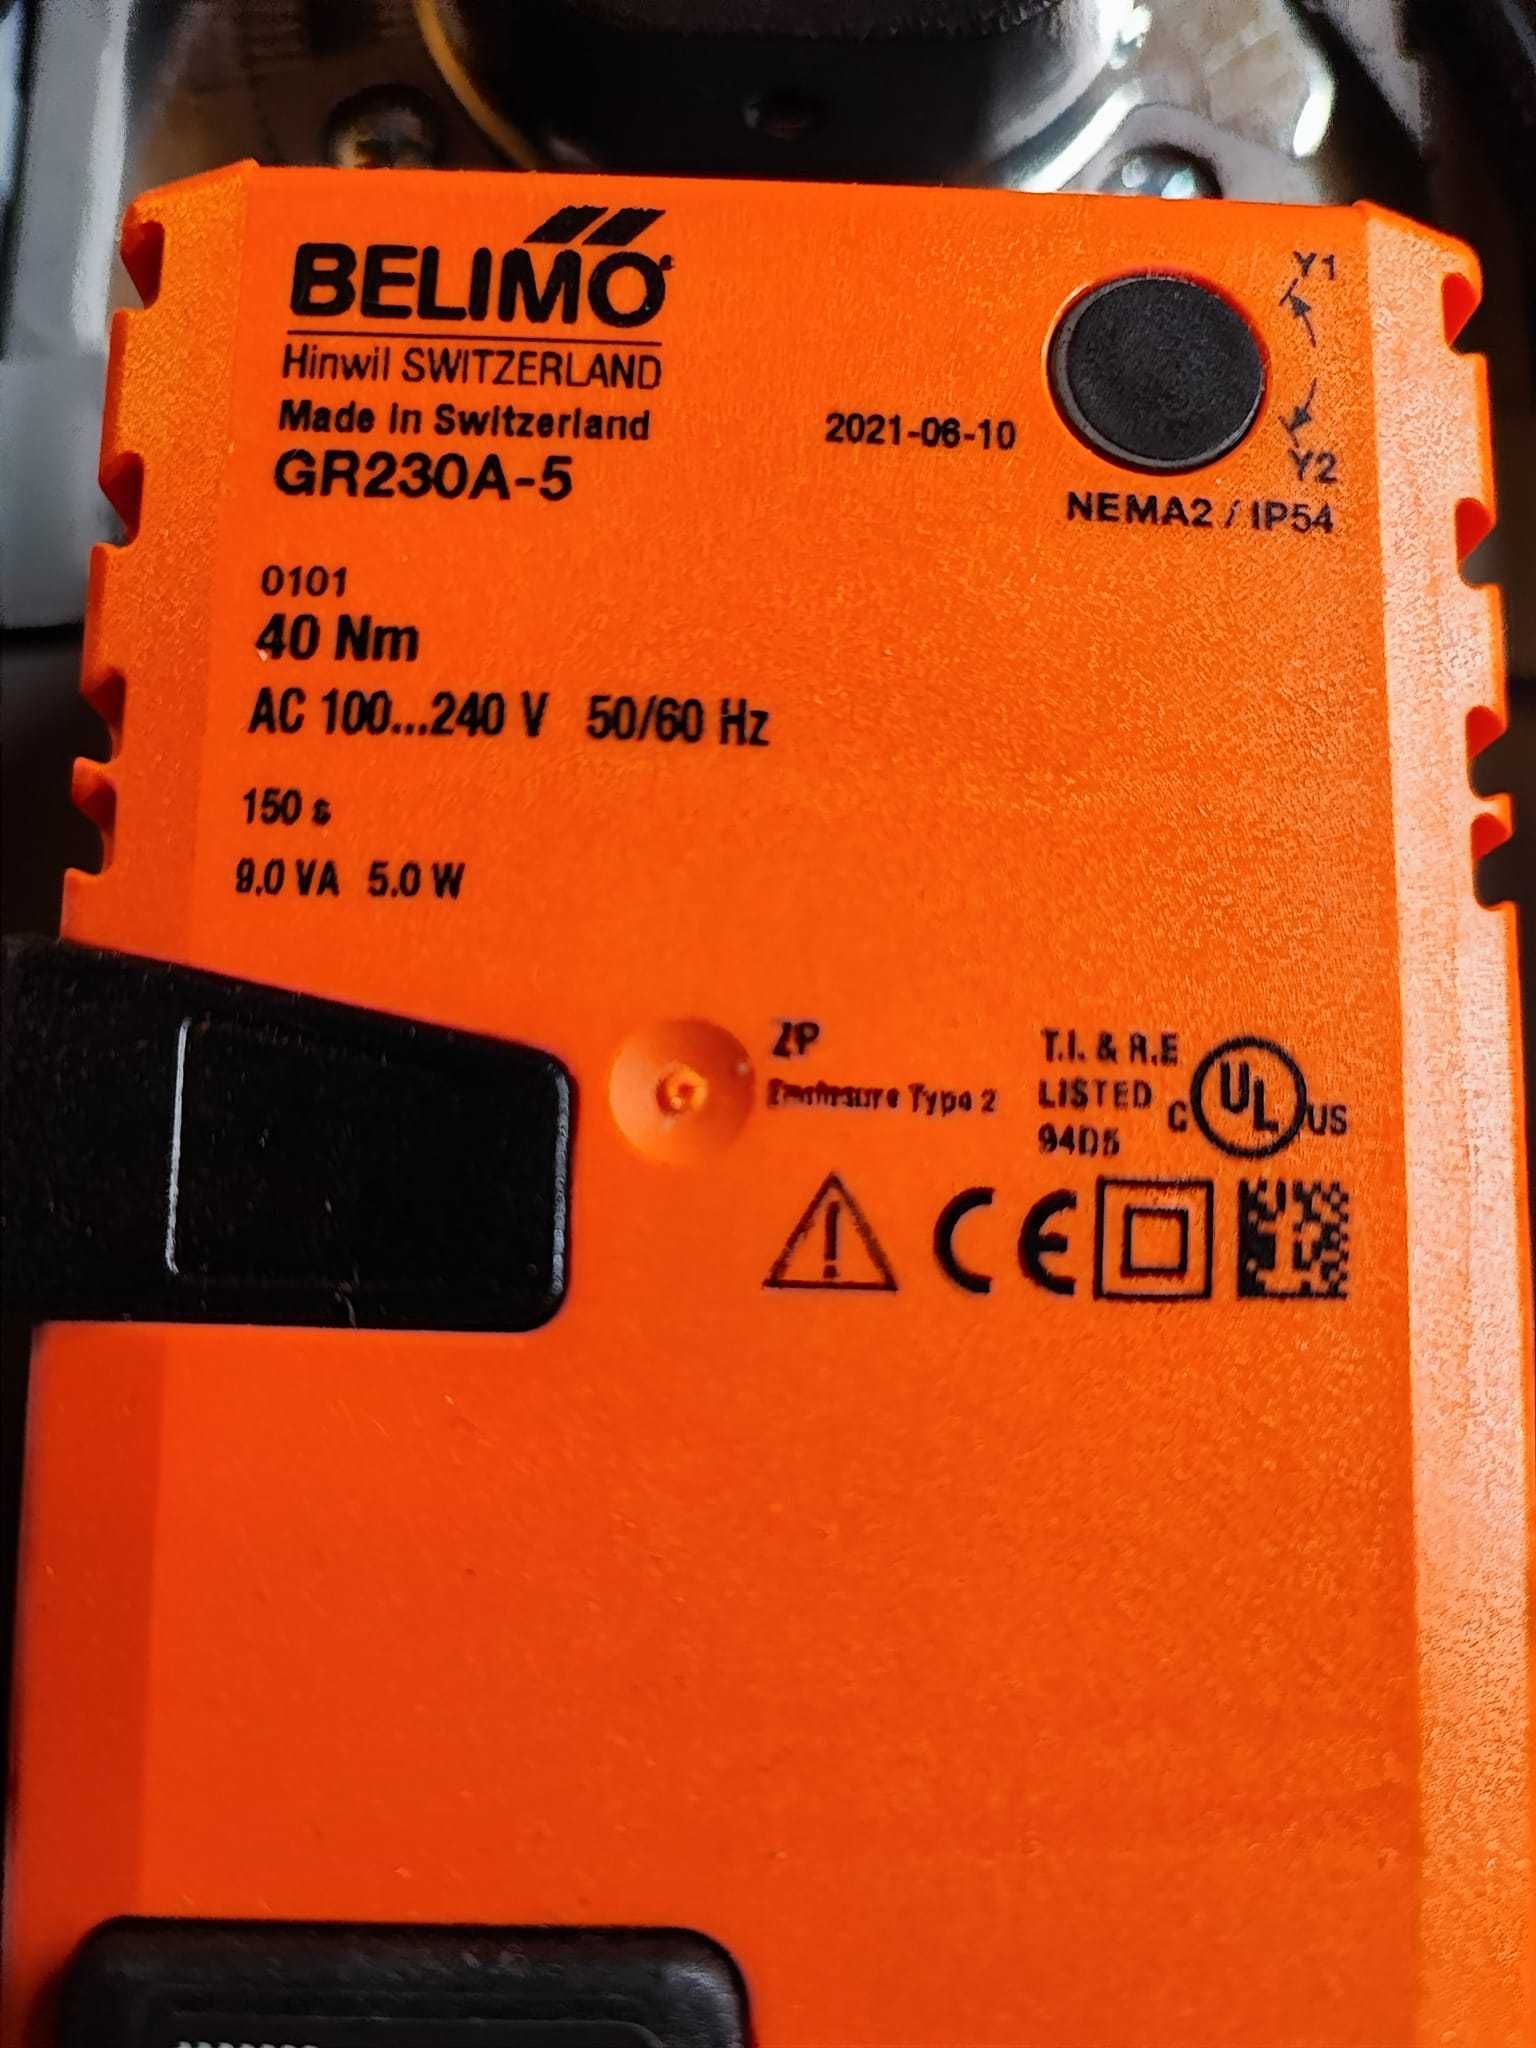 BELIMO
Hinwil SWITZERLAND
Made in Switzerland
GR230A-5
2021-06-10
Y1
Y2
NEMA2 / IP54
0101
40 Nm
AC 100...240 V 50/60 Hz
150 s
9.0 VA 5.0 W
ZP
Enclosure Type 2
T.I. & R.E
LISTED
94D5
C UL US
CE